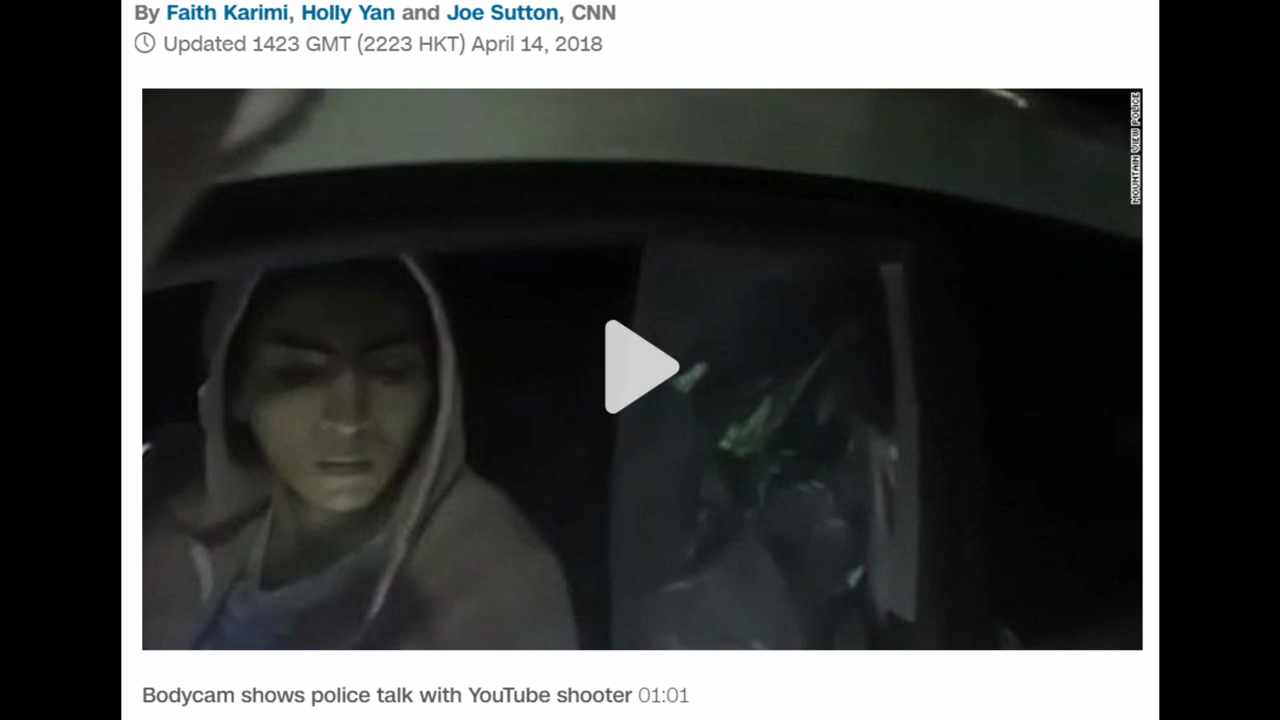 By Faith Karimi, Holly Yan and Joe Sutton, CNN
Updated 1423 GMT (2223 HKT) April 14, 2018
MOUNTAIN VIEW POLICE
Bodycam shows police talk with YouTube shooter 01:01